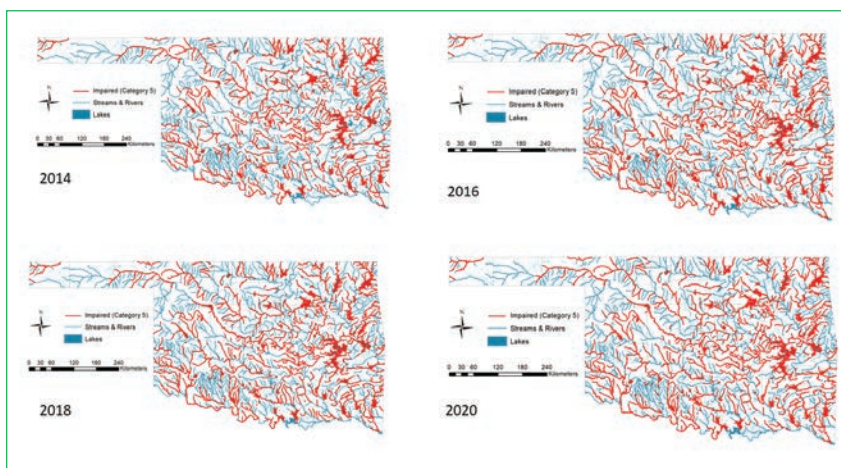 N
Impaired (Category 5)
Streams & Rivers
Lakes
0 30 60 120 180 240
Kilometers
2014
N
Impaired (Category 5)
Streams & Rivers
Lakes
0 30 60 120 180 240
Kilometers
2016
N
Impaired (Category 5)
Streams & Rivers
Lakes
0 30 60 120 180 240
Kilometers
2018
N
Impaired (Category 5)
Streams & Rivers
Lakes
0 30 60 120 180 240
Kilometers
2020